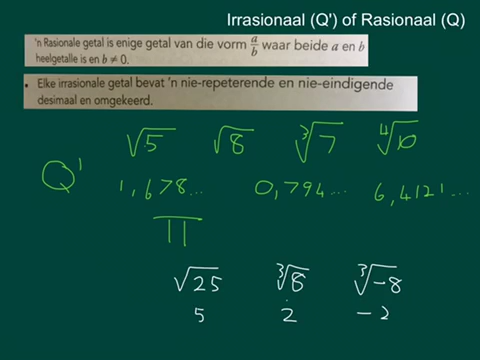 Irrasionaal (Q') of Rasionaal (Q)
'n Rasionale getal is enige getal van die vorm a/b waar beide a en b
heelgetalle is en b ≠ 0.
• Elke irrasionale getal bevat 'n nie-repeterende en nie-eindigende
desimaal en omgekeerd.
√5 √8 ∛7 ∜10
Q' 1,678... 0,794... 6,4121...
π
√25 ∛8 ∛-8
5 2 -2